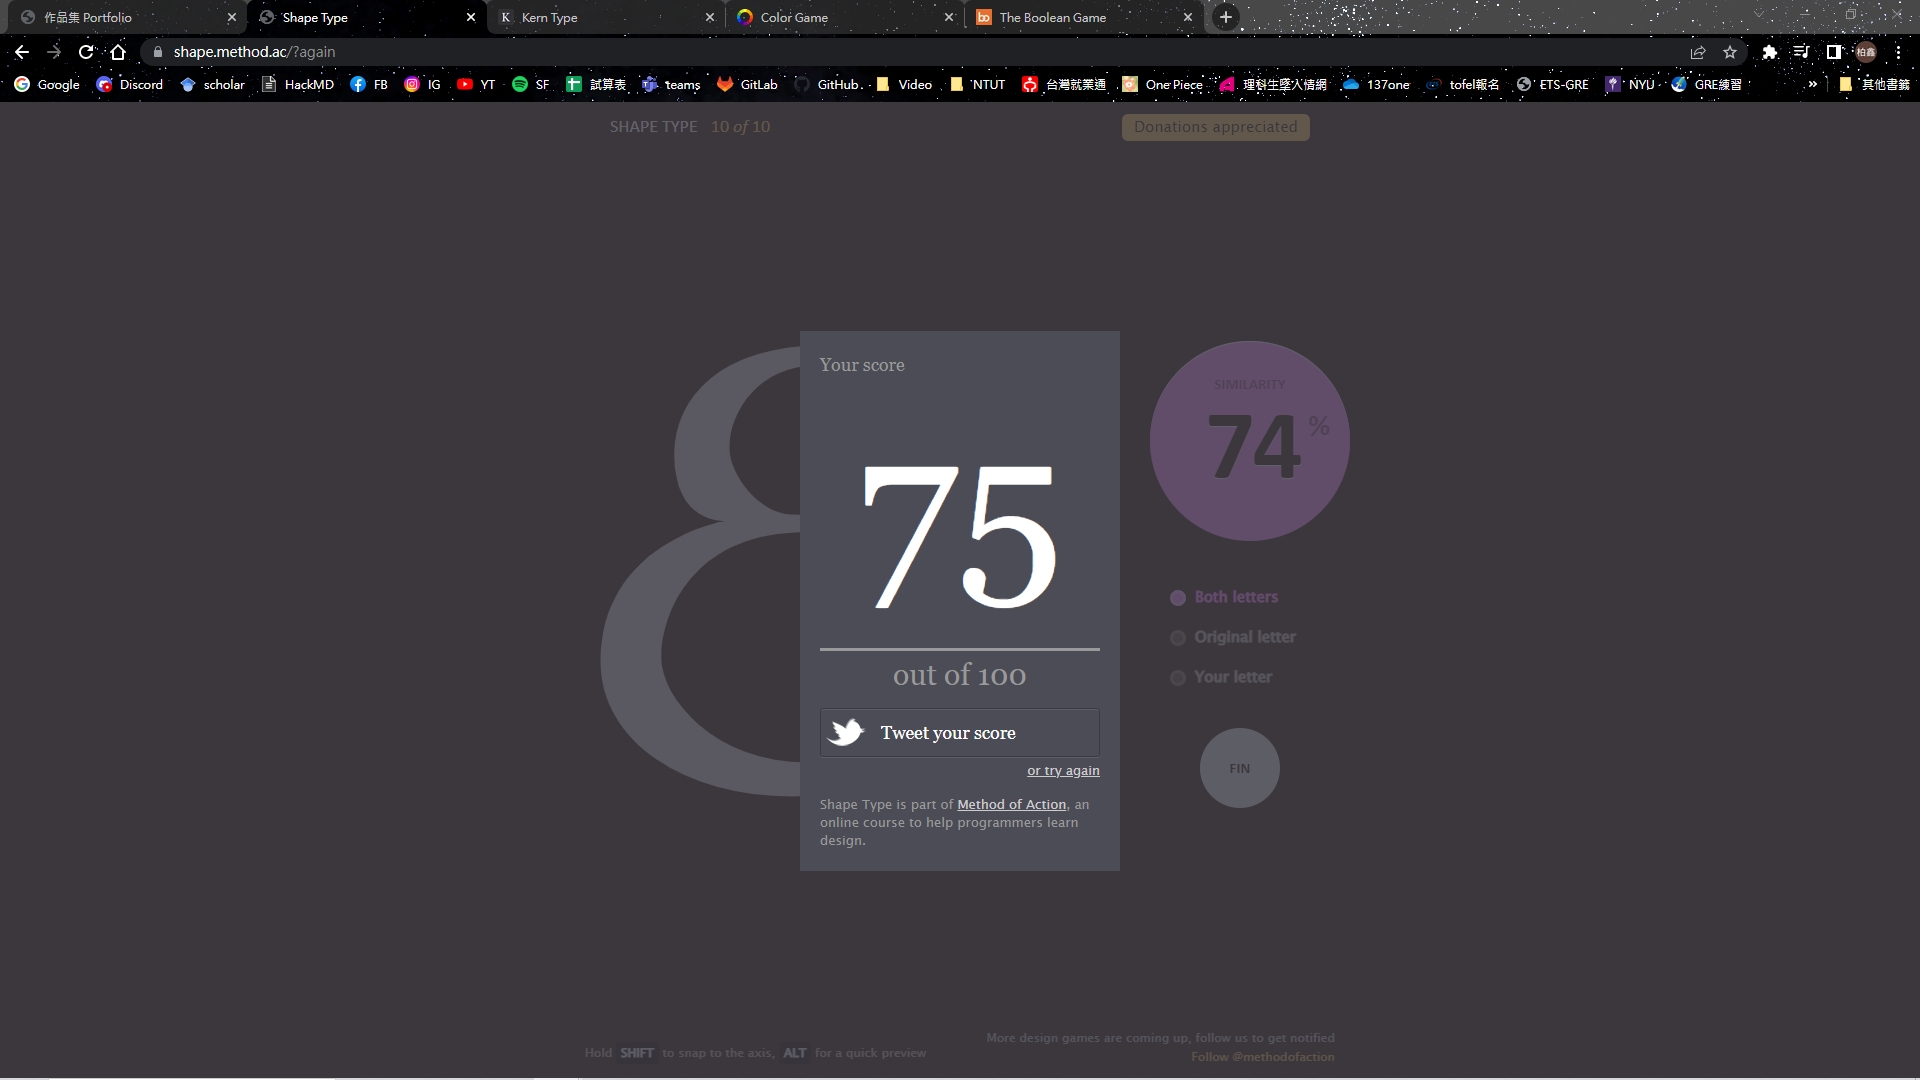 作品集 Portfolio
Shape Type
Kern Type
Color Game
The Boolean Game
shape.method.ac/?again
柏鑫
Google
Discord
scholar
HackMD
FB
IG
YT
SF
試算表
teams
GitLab
GitHub
Video
NTUT
台灣就業通
One Piece
理科生墜入情網
137one
tofel報名
ETS-GRE
NYU
GRE練習
»
其他書籤
SHAPE TYPE 10 of 10
Donations appreciated
Your score
75
out of 100
Tweet your score
or try again
Shape Type is part of Method of Action, an
online course to help programmers learn
design.
SIMILARITY
74 %
Both letters
Original letter
Your letter
FIN
Hold SHIFT to snap to the axis, ALT for a quick preview
More design games are coming up, follow us to get notified
Follow @methodofaction